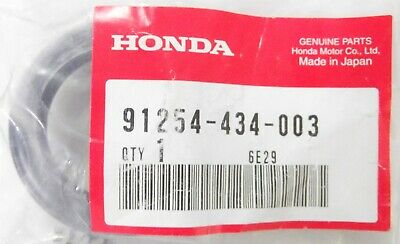 HONDA
GENUINE PARTS
Honda Motor Co., Ltd.
Made in Japan
91254-434-003
QTY 1 6E29